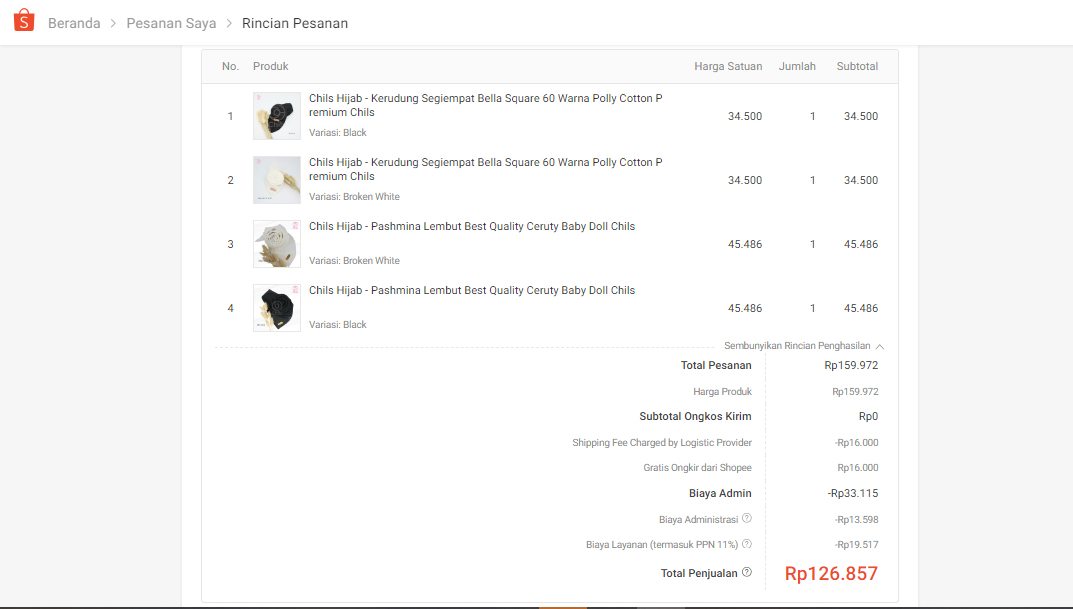 Beranda > Pesanan Saya > Rincian Pesanan
No. Produk Harga Satuan Jumlah Subtotal
1 Chils Hijab - Kerudung Segiempat Bella Square 60 Warna Polly Cotton P
remium Chils
Variasi: Black
34.500 1 34.500
2 Chils Hijab - Kerudung Segiempat Bella Square 60 Warna Polly Cotton P
remium Chils
Variasi: Broken White
34.500 1 34.500
3 Chils Hijab - Pashmina Lembut Best Quality Ceruty Baby Doll Chils
Variasi: Broken White
45.486 1 45.486
4 Chils Hijab - Pashmina Lembut Best Quality Ceruty Baby Doll Chils
Variasi: Black
45.486 1 45.486
Sembunyikan Rincian Penghasilan
Total Pesanan Rp159.972
Harga Produk Rp159.972
Subtotal Ongkos Kirim Rp0
Shipping Fee Charged by Logistic Provider -Rp16.000
Gratis Ongkir dari Shopee Rp16.000
Biaya Admin -Rp33.115
Biaya Administrasi -Rp13.598
Biaya Layanan (termasuk PPN 11%) -Rp19.517
Total Penjualan Rp126.857